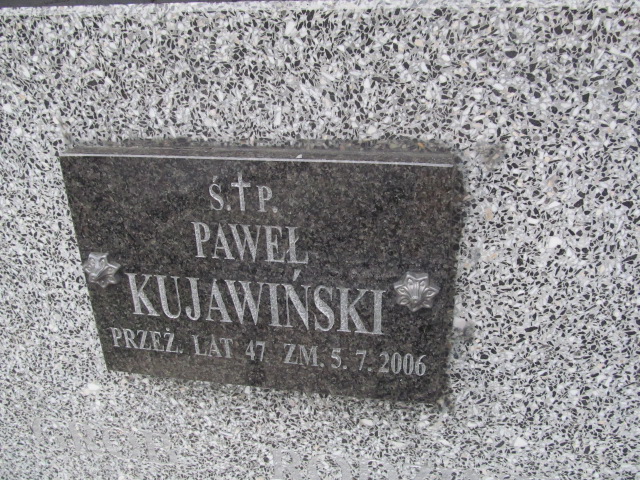 Ś.†P.
PAWEŁ
KUJAWIŃSKI
PRZEŻ. LAT 47 ZM. 5.7.2006